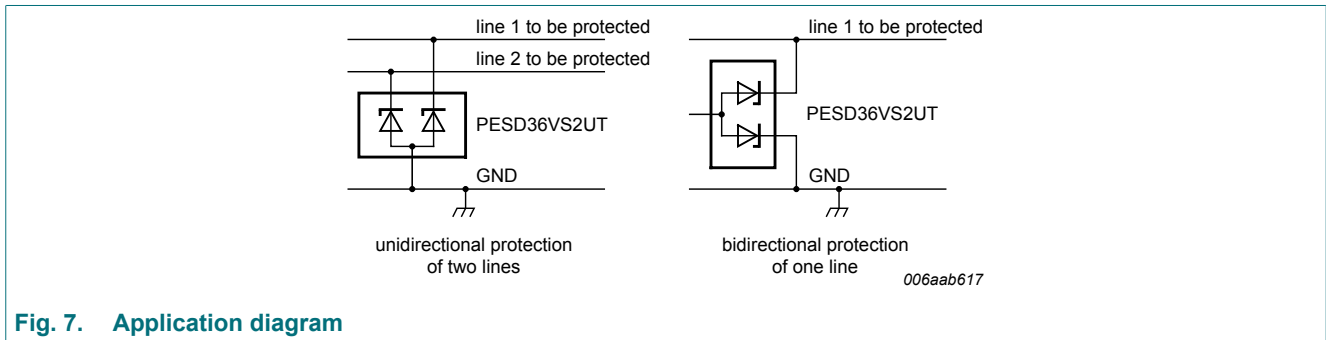 line 1 to be protected
line 2 to be protected
PESD36VS2UT
GND
unidirectional protection
of two lines
line 1 to be protected
PESD36VS2UT
GND
bidirectional protection
of one line
006aab617
Fig. 7. Application diagram